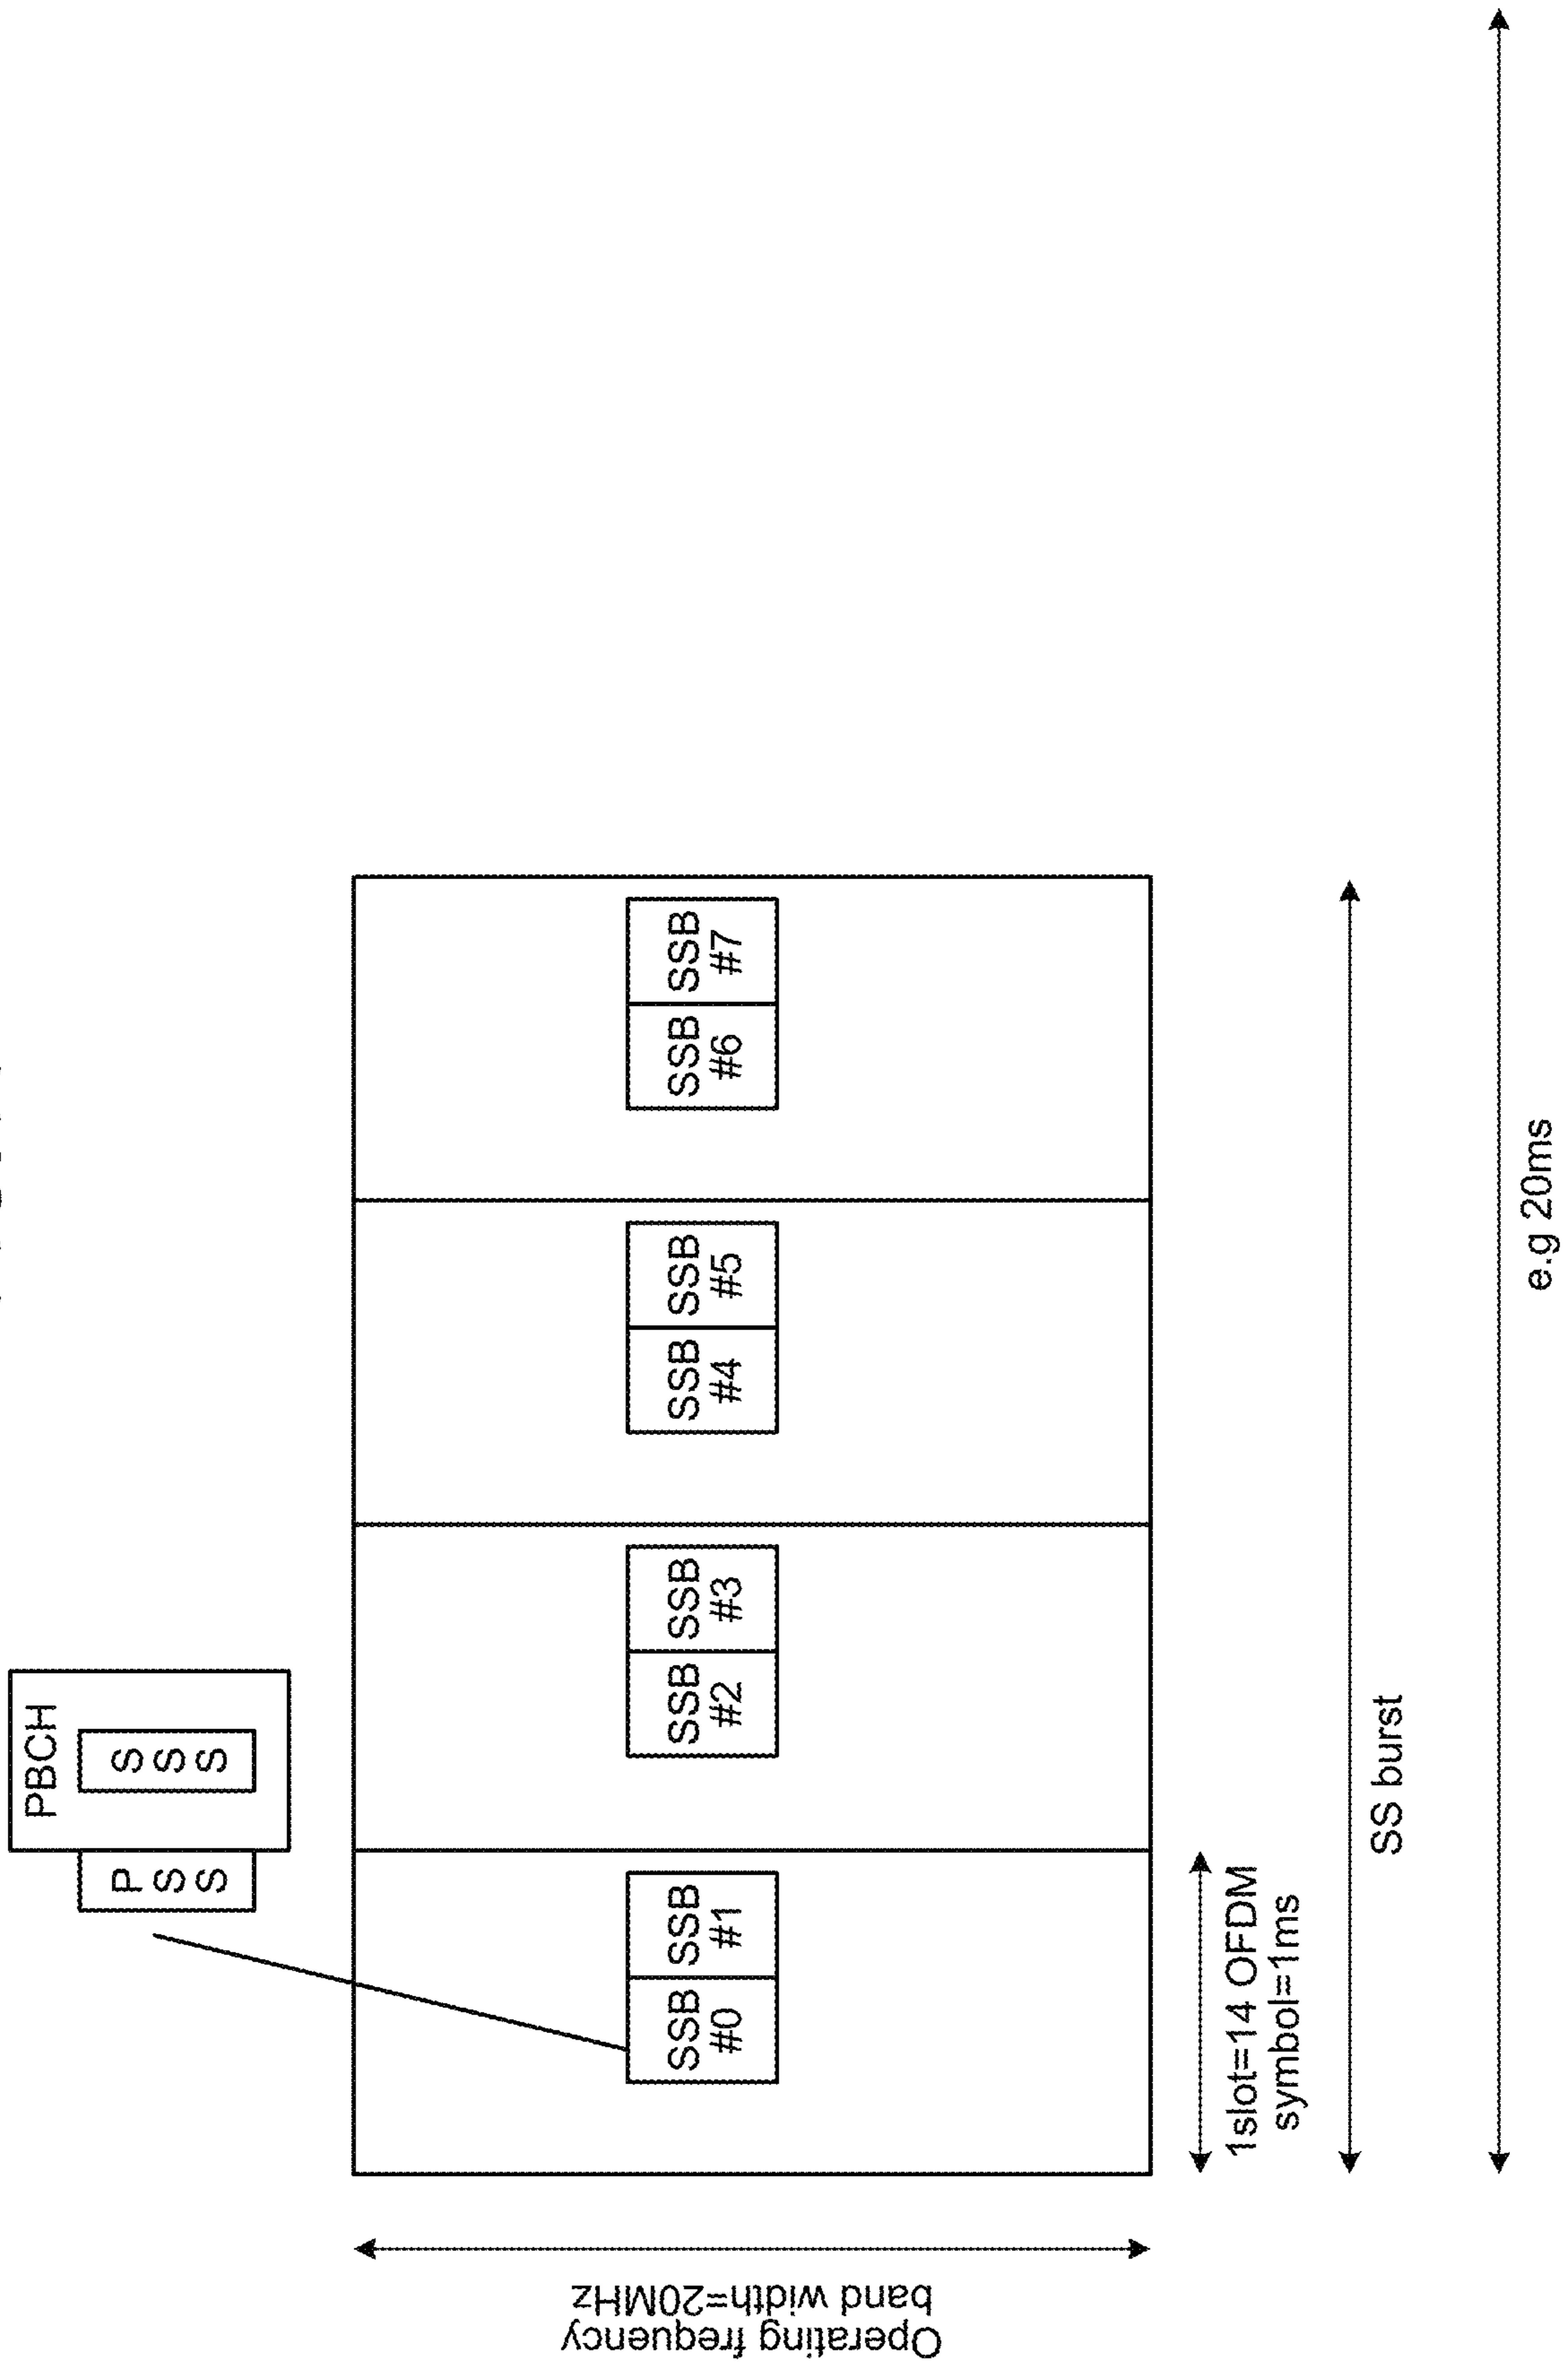 PBCH
PSS
SSS
Operating frequency
band width=20MHz
SSB
#0
SSB
#1
SSB
#2
SSB
#3
SSB
#4
SSB
#5
SSB
#6
SSB
#7
1slot=14 OFDM
symbol=1ms
SS burst
e.g 20ms